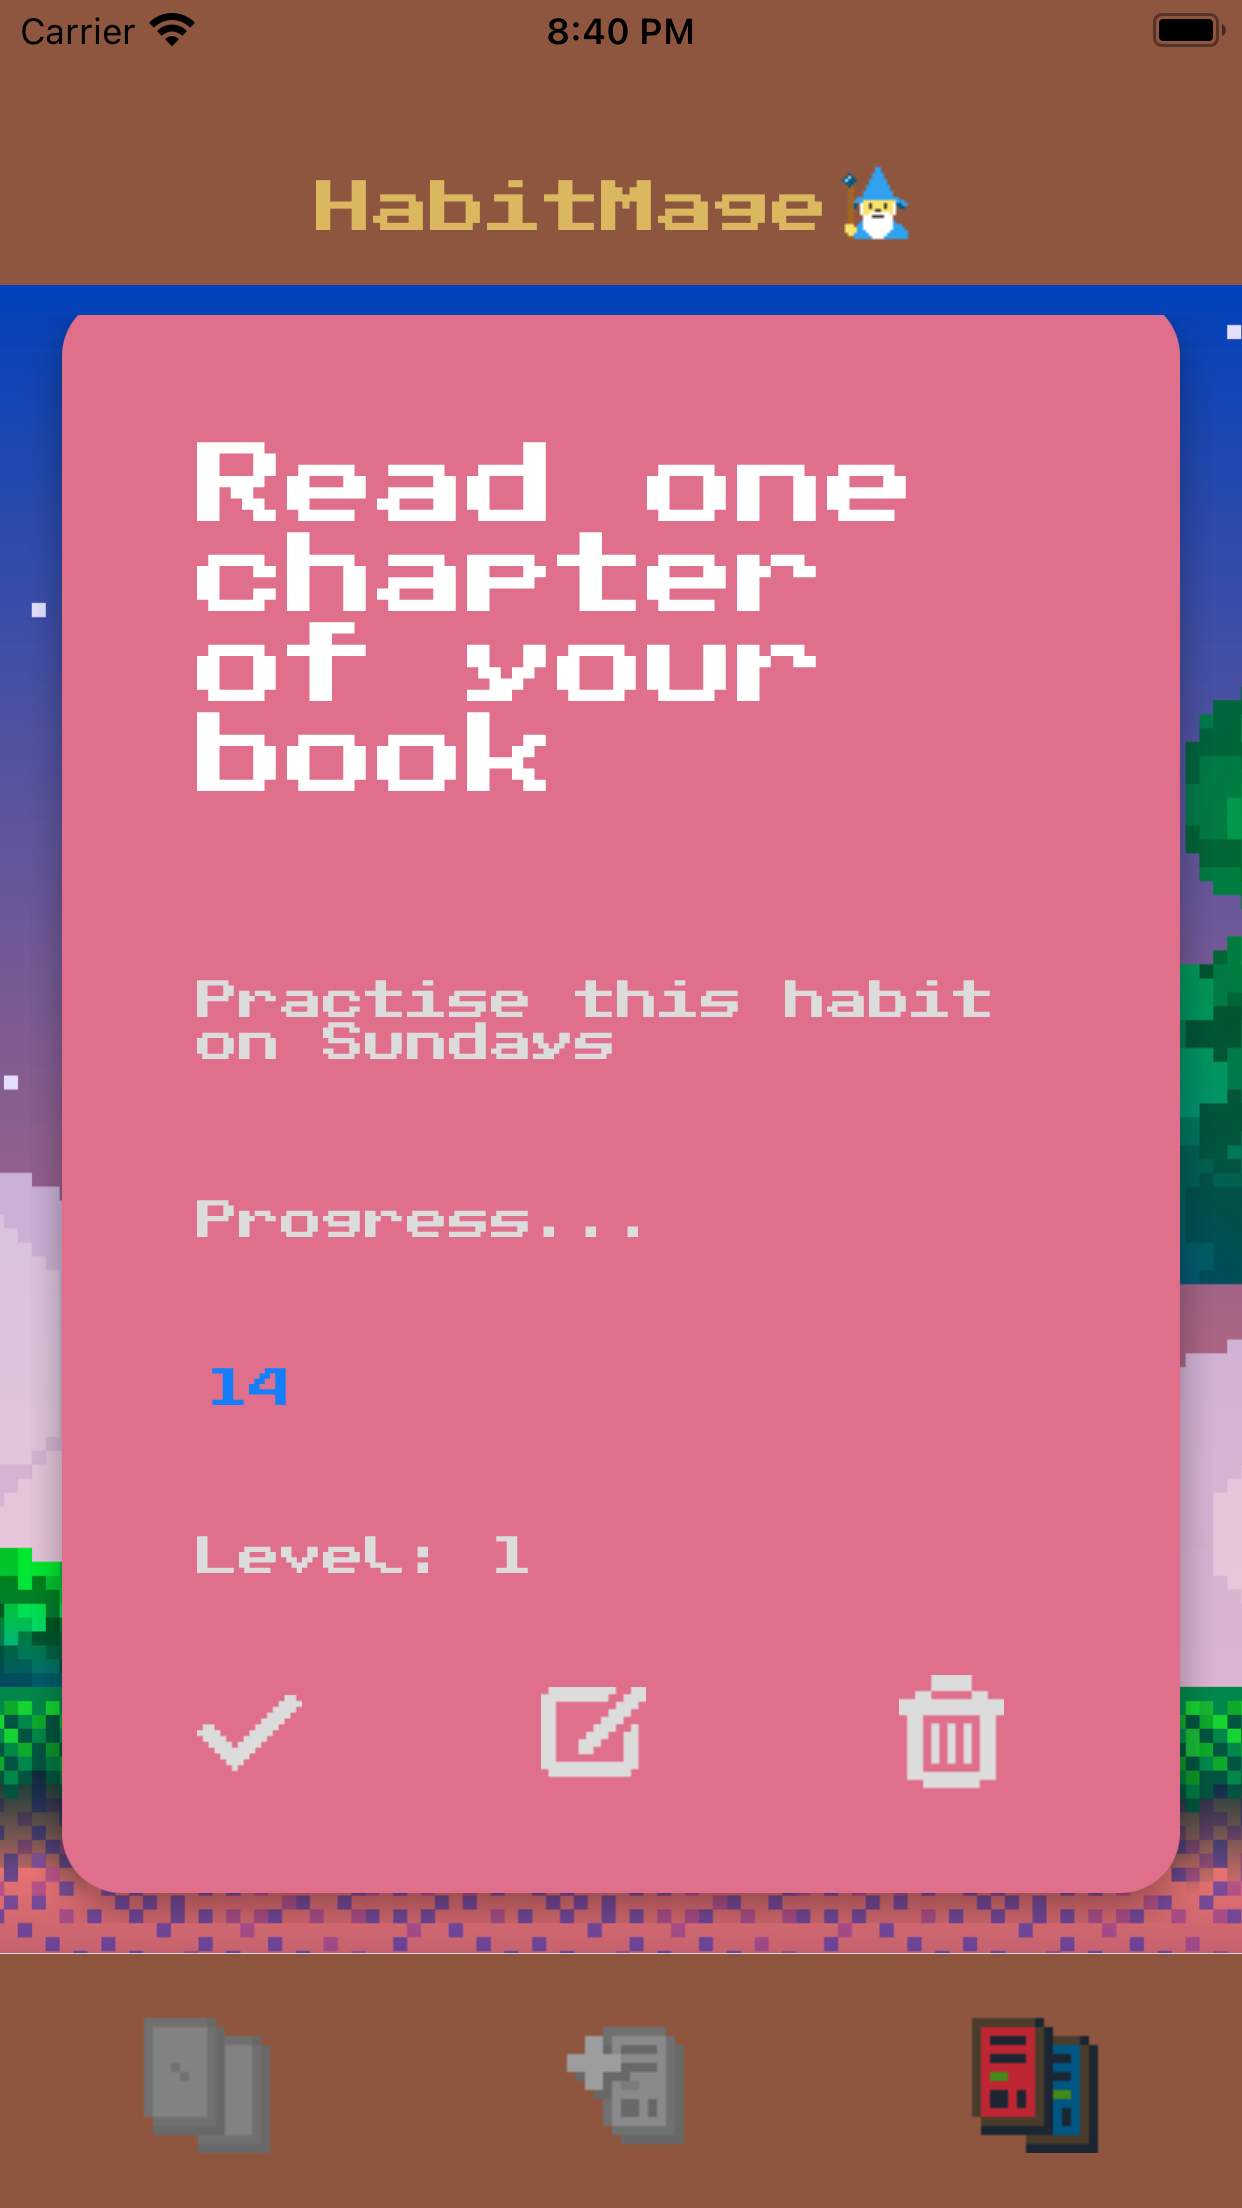 Carrier 8:40 PM
HabitMage
Read one
chapter
of your
book
Practise this habit
on Sundays
Progress...
14
Level: 1